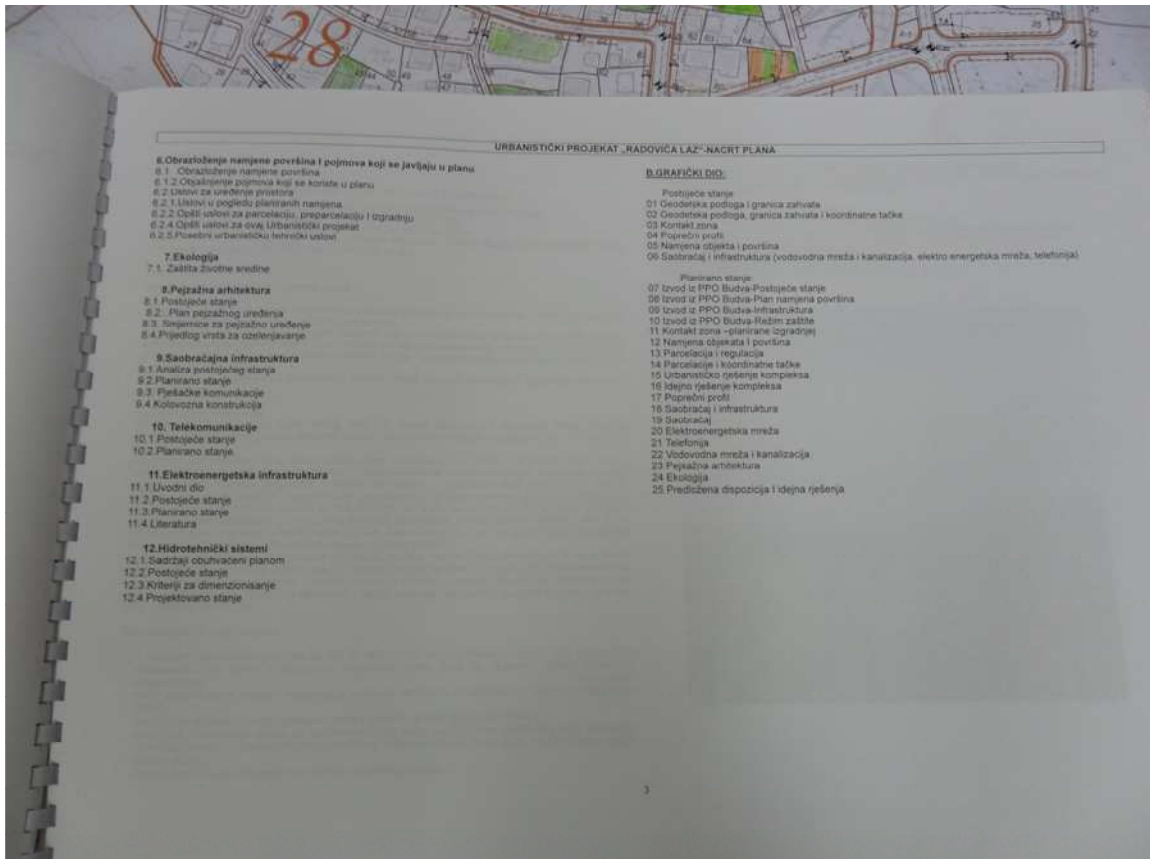 28
URBANISTIČKI PROJEKAT „RADOVIĆA LAZ“-NACRT PLANA
6.Obrazloženje namjene površina I pojmova koji se javljaju u planu
6.1. Obrazloženje namjene površina
6.1.2.Objašnjenje pojmova koji se koriste u planu
6.2.Uslovi za uređenje prostora
6.2.1.Uslovi u pogledu planiranih namjena
6.2.2.Opšti uslovi za parcelaciju, preparcelaciju I izgradnju
6.2.4.Opšti uslovi za ovaj Urbanistički projekat
6.2.5.Posebni urbanističko tehnički uslovi
7.Ekologija
7.1. Zaštita životne sredine
8.Pejzažna arhitektura
8.1.Postojeće stanje
8.2. Plan pejzažnog uređenja
8.3. Smjernice za pejzažno uređenje
8.4.Prijedlog vrsta za ozelenjavanje
9.Saobraćajna infrastruktura
9.1.Analiza postojećeg stanja
9.2.Planirano stanje
9.3. Pješačke komunikacije
9.4.Kolovozna konstrukcija
10. Telekomunikacije
10.1.Postojeće stanje
10.2.Planirano stanje
11.Elektroenergetska infrastruktura
11.1.Uvodni dio
11.2.Postojeće stanje
11.3.Planirano stanje
11.4.Literatura
12.Hidrotehnički sistemi
12.1.Sadržaji obuhvaceni planom
12.2.Postojeće stanje
12.3.Kriteriji za dimenzionisanje
12.4.Projektovano stanje
B.GRAFIČKI DIO:
Postojeće stanje
01 Geodetska podloga i granica zahvata
02 Geodetska podloga, granica zahvata i koordinatne tačke
03 Kontakt zona
04 Poprečni profil
05 Namjena objekta i površina
06 Saobraćaj i infrastruktura (vodovodna mreža i kanalizacija, elektro energetska mreža, telefonija)
Planirano stanje:
07 Izvod iz PPO Budva-Postojeće stanje
08 Izvod iz PPO Budva-Plan namjena površina
09 Izvod iz PPO Budva-Infrastruktura
10 Izvod iz PPO Budva-Režim zaštite
11 Kontakt zona –planirane izgradnjej
12 Namjena objekata I površina
13 Parcelacija i regulacija
14 Parcelacije i koordinatne tačke
15 Urbanističko rješenje kompleksa
16 Idejno rješenje kompleksa
17 Poprečni profil
18 Saobraćaj i infrastruktura
19 Saobraćaj
20 Elektroenergetska mreža
21 Telefonija
22 Vodovodna mreža i kanalizacija
23 Pejkažna arhitektura
24 Ekologija
25 Predložena dispozicija I idejna rješenja
3